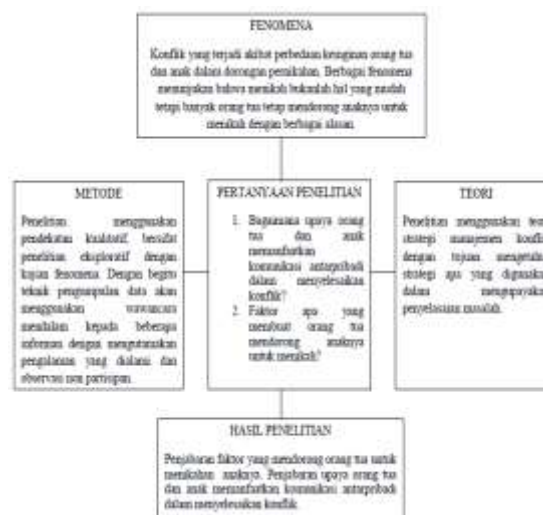 FENOMENA
Konflik yang terjadi akibat perbedaan keinginan orang tua
dan anak dalam dorongan pernikahan. Berbagai fenomena
menunjukan bahwa menikah bukanlah hal yang mudah
tetapi banyak orang tua tetap mendorong anaknya untuk
menikah dengan berbagai alasan.
METODE
Penelitian menggunakan
pendekatan kualitatif bersifat
penelitian eksploratif dengan
kajian fenomena. Dengan begitu
teknik pengumpulan data akan
menggunakan wawancara
mendalam kepada beberapa
informan dengan mengutamakan
pengalaman yang dialami dan
observasi non partisipan.
PERTANYAAN PENELITIAN
1. Bagaimana upaya orang
tua dan anak
memanfaatkan
komunikasi antarpribadi
dalam menyelesaikan
konflik?
2. Faktor apa yang
membuat orang tua
mendorong anaknya
untuk menikah?
TEORI
Penelitian menggunakan teori
strategi manajemen konflik
dengan tujuan mengetahui
strategi apa yang digunakan
dalam mengupayakan
penyelesaian masalah.
HASIL PENELITIAN
Penjabaran faktor yang mendorong orang tua untuk
menikahan anaknya. Penjabaran upaya orang tua
dan anak memanfaatkan komunikasi antarpribadi
dalam menyelesaikan konflik.